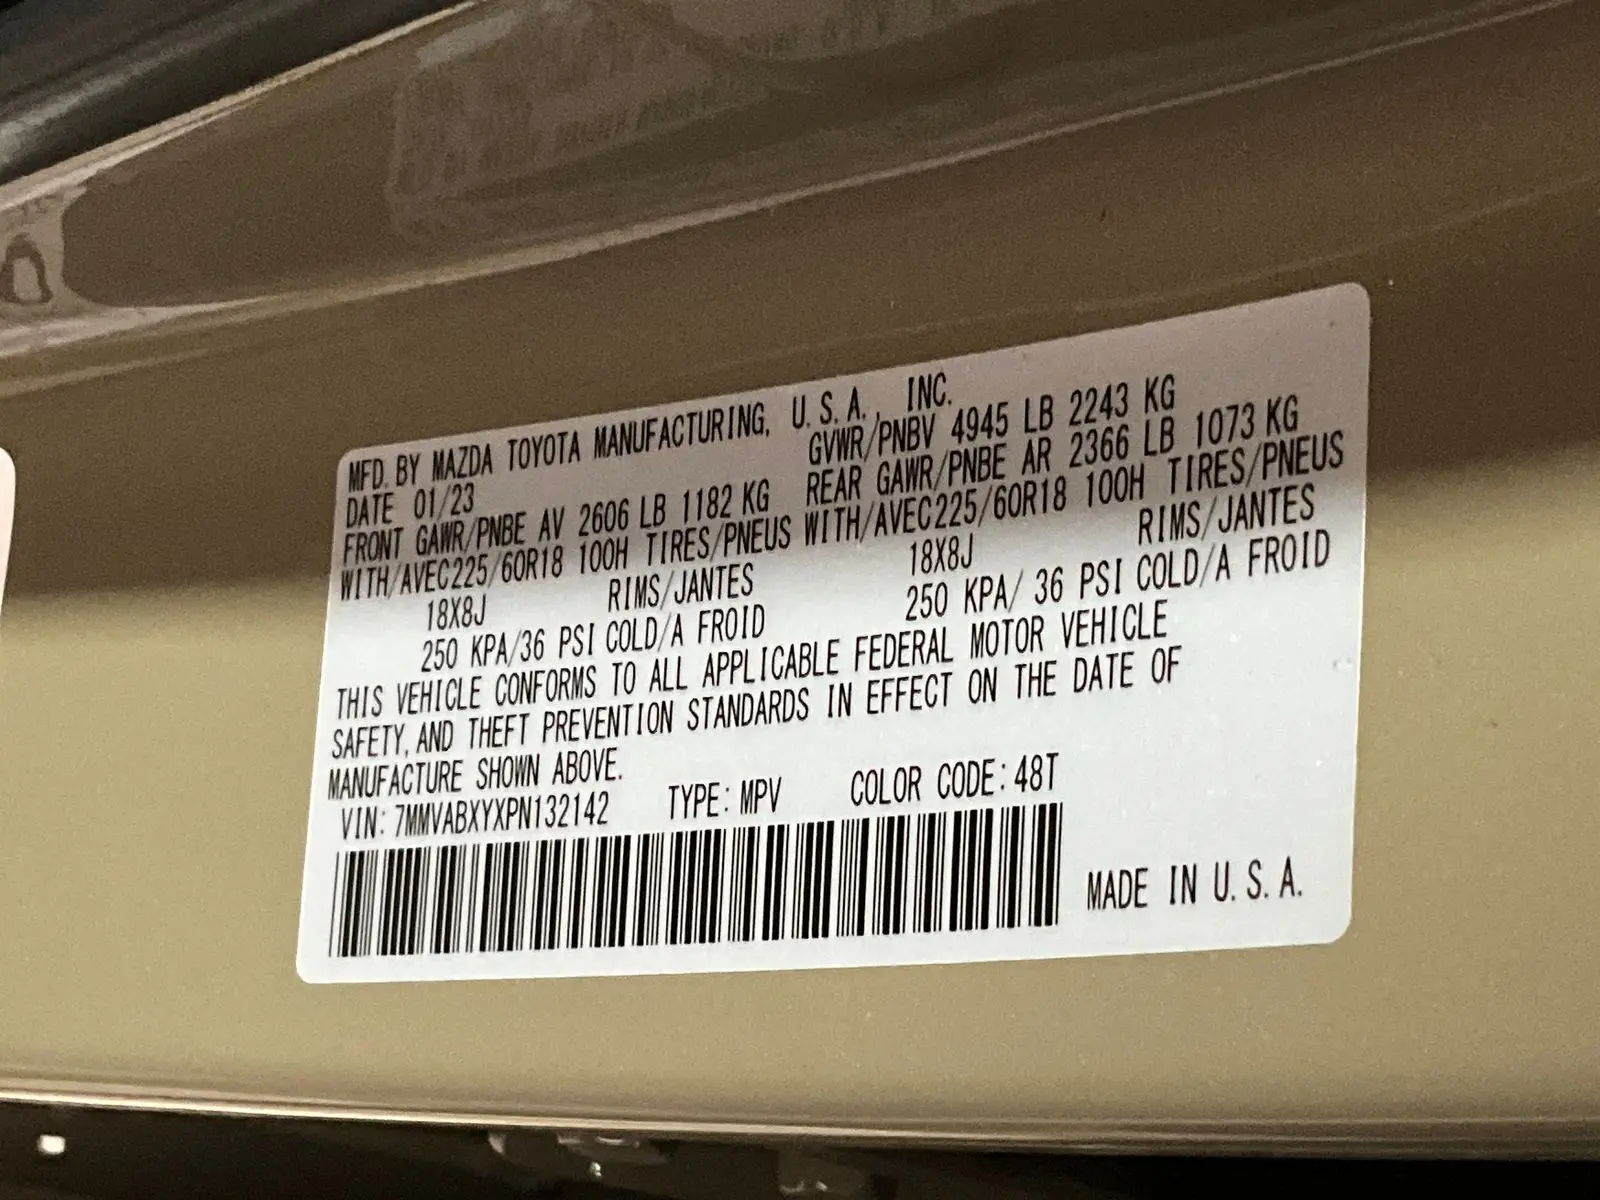 MFD. BY MAZDA TOYOTA MANUFACTURING, U.S.A., INC.
DATE 01/23 GVWR/PNBV 4945 LB 2243 KG
FRONT GAWR/PNBE AV 2606 LB 1182 KG REAR GAWR/PNBE AR 2366 LB 1073 KG
WITH/AVEC225/60R18 100H TIRES/PNEUS WITH/AVEC225/60R18 100H TIRES/PNEUS
18X8J RIMS/JANTES 18X8J RIMS/JANTES
250 KPA/36 PSI COLD/A FROID 250 KPA/ 36 PSI COLD/A FROID
THIS VEHICLE CONFORMS TO ALL APPLICABLE FEDERAL MOTOR VEHICLE
SAFETY, AND THEFT PREVENTION STANDARDS IN EFFECT ON THE DATE OF
MANUFACTURE SHOWN ABOVE.
VIN: 7MMVABXYXPN132142 TYPE: MPV COLOR CODE: 48T
MADE IN U.S.A.